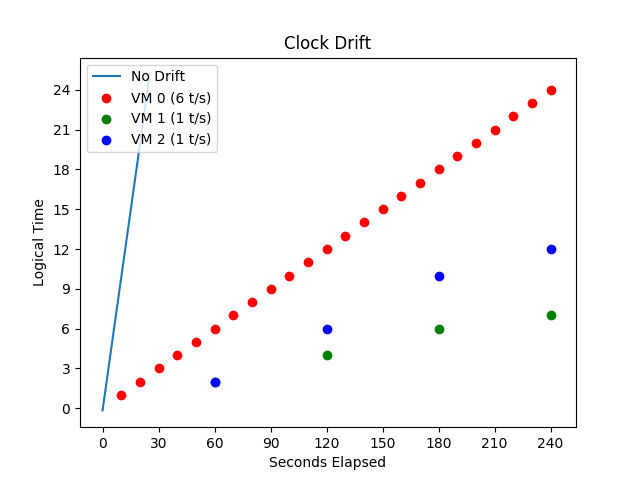 Clock Drift
No Drift
VM 0 (6 t/s)
VM 1 (1 t/s)
VM 2 (1 t/s)
Logical Time
24
21
18
15
12
9
6
3
0
0 30 60 90 120 150 180 210 240
Seconds Elapsed